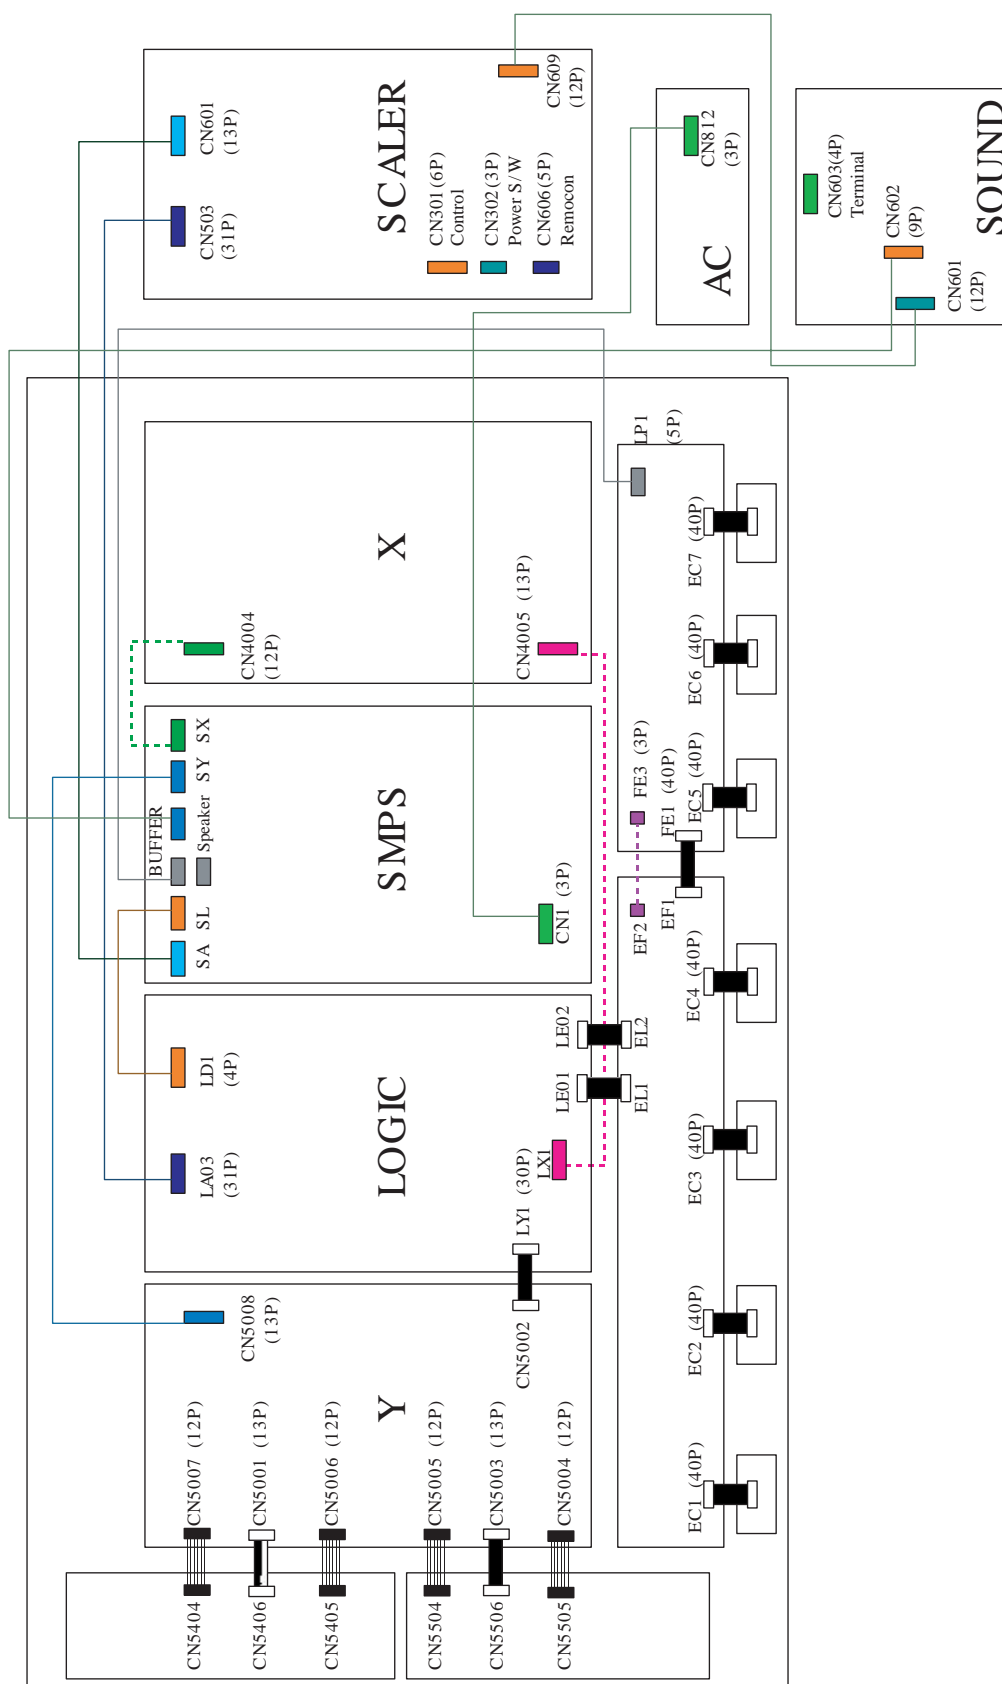 SCALER
CN601
(13P)
CN503
(31P)
CN609
(12P)
CN301(6P)
Control
CN302(3P)
Power S/W
CN606(5P)
Remocon
AC
CN812
(3P)
SOUND
CN603(4P)
Terminal
CN602
(9P)
CN601
(12P)
X
CN4004
(12P)
CN4005 (13P)
LP1
(5P)
SMPS
SA
SL
BUFFER
Speaker
SY
SX
CN1 (3P)
LOGIC
LA03
(31P)
LD1
(4P)
LX1
LE01
LE02
LY1 (30P)
EL1
EL2
EF2
EF1
FE3 (3P)
FE1 (40P)
Y
CN5008
(13P)
CN5002
CN5007 (12P)
CN5001 (13P)
CN5006 (12P)
CN5005 (12P)
CN5003 (13P)
CN5004 (12P)
CN5404
CN5406
CN5405
CN5504
CN5506
CN5505
EC1 (40P)
EC2 (40P)
EC3 (40P)
EC4 (40P)
EC5 (40P)
EC6 (40P)
EC7 (40P)